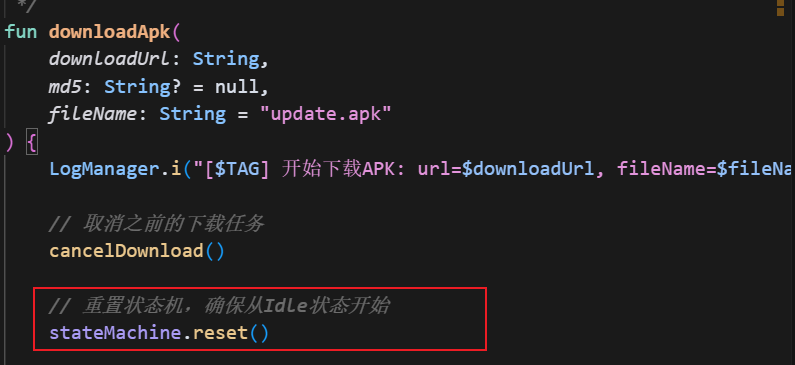 */
fun downloadApk(
downloadUrl: String,
md5: String? = null,
fileName: String = "update.apk"
) {
LogManager.i("[$TAG] 开始下载APK: url=$downloadUrl, fileName=$fileNa
// 取消之前的下载任务
cancelDownload()
// 重置状态机，确保从Idle状态开始
stateMachine.reset()